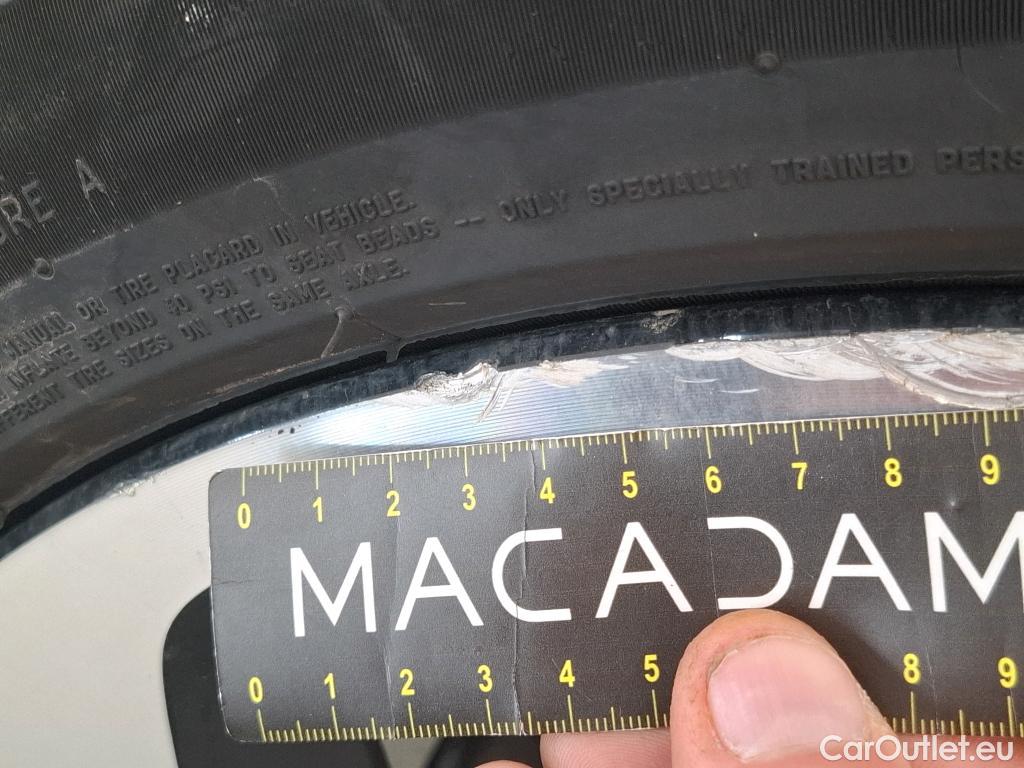 URE A
MANUAL OR TIRE PLACARD IN VEHICLE.
INFLATE BEYOND 40 PSI TO SEAT BEADS -- ONLY SPECIALLY TRAINED PERS
FFERENT TIRE SIZES ON THE SAME AXLE.
0 1 2 3 4 5 6 7 8 9
MACADAM
0 1 2 3 4 5 8 9
CarOutlet.eu